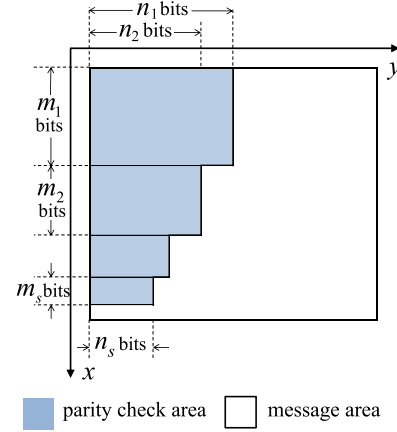 n₁ bits
n₂ bits
y
m₁
bits
m₂
bits
mₛ bits
nₛ bits
x
parity check area
message area